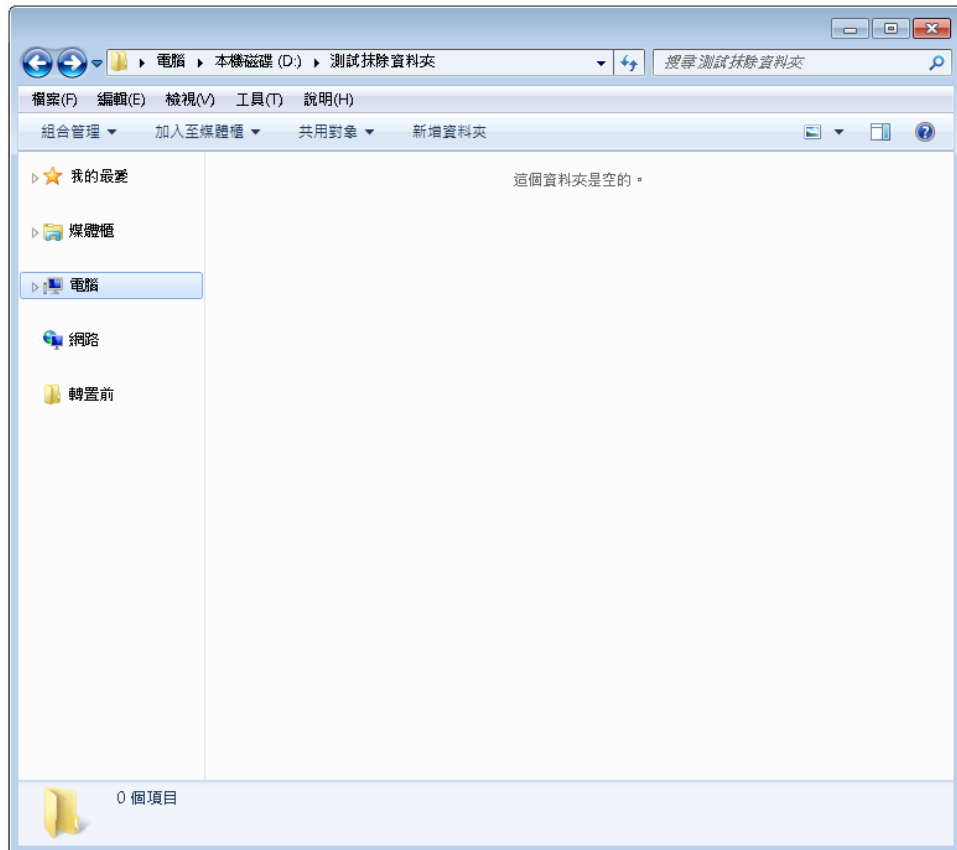 電腦 本機磁碟 (D:) 測試抹除資料夾 搜尋 測試抹除資料夾
檔案(F) 編輯(E) 檢視(V) 工具(T) 說明(H)
組合管理 加入至媒體櫃 共用對象 新增資料夾
我的最愛
這個資料夾是空的。
媒體櫃
電腦
網路
轉置前
0 個項目